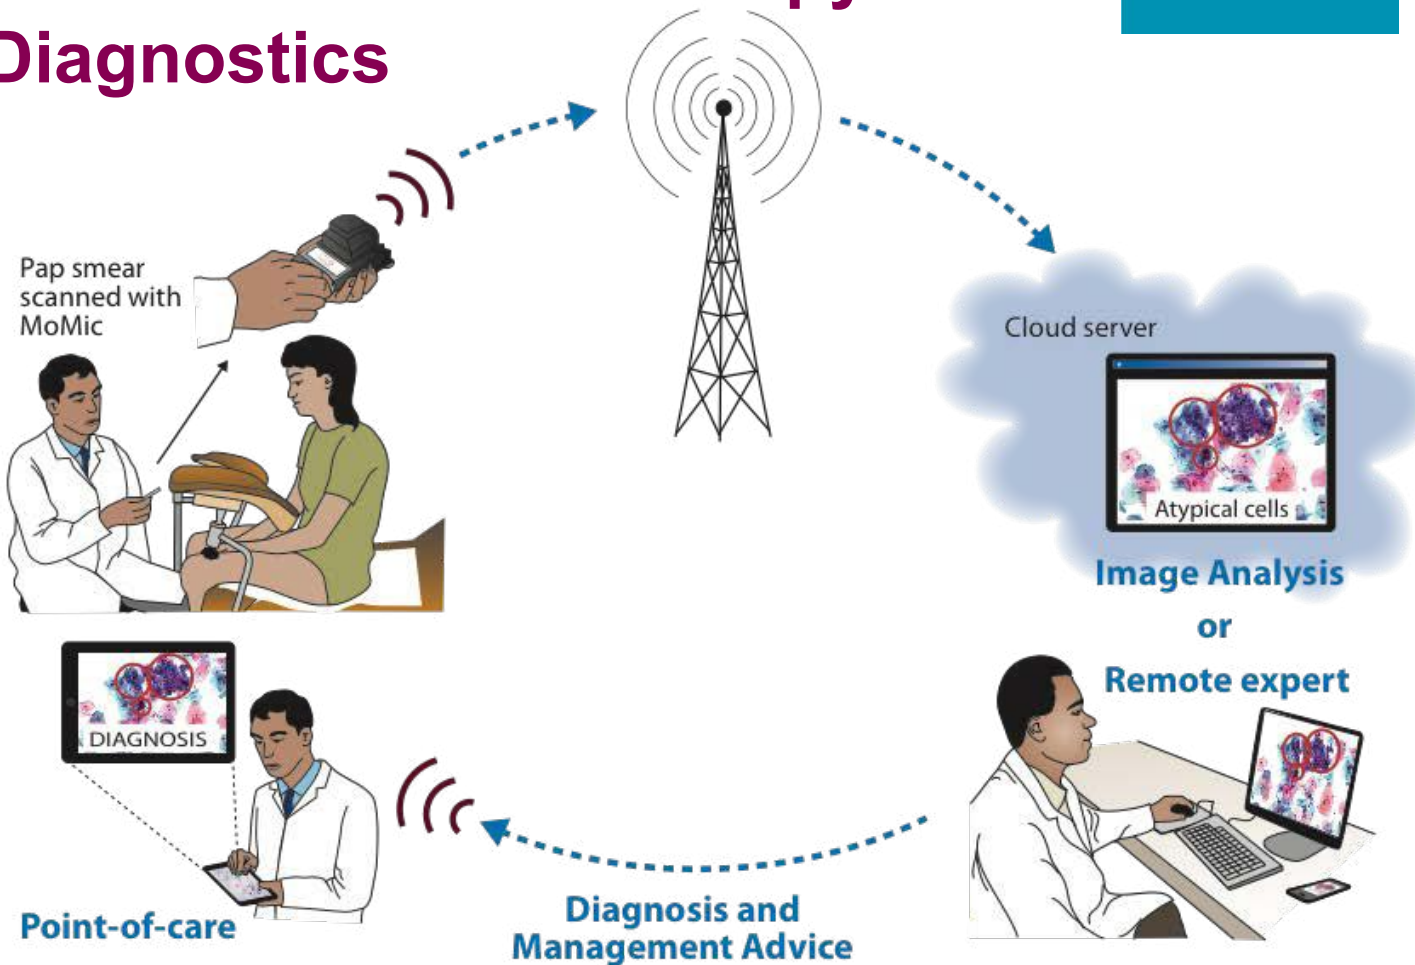 Diagnostics
Pap smear
scanned with
MoMic
Cloud server
Atypical cells
Image Analysis
or
Remote expert
DIAGNOSIS
Point-of-care
Diagnosis and
Management Advice